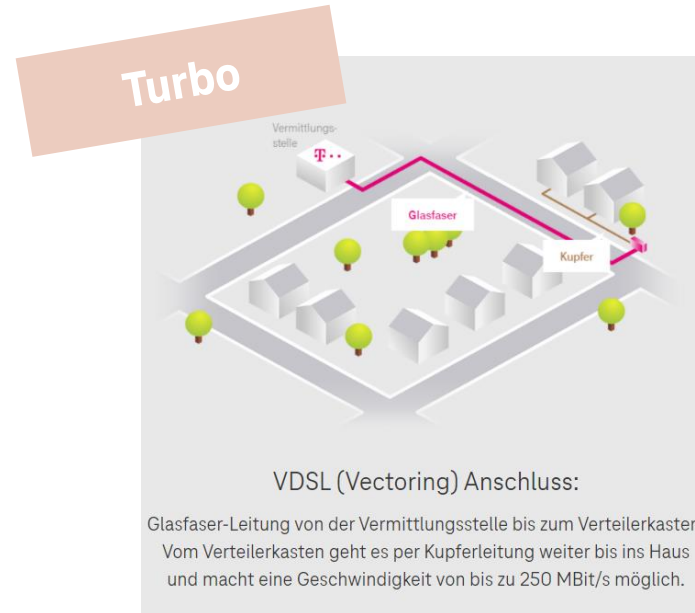 Turbo
Vermittlungs-
stelle
T··
Glasfaser
Kupfer
VDSL (Vectoring) Anschluss:
Glasfaser-Leitung von der Vermittlungsstelle bis zum Verteilerkasten
Vom Verteilerkasten geht es per Kupferleitung weiter bis ins Haus
und macht eine Geschwindigkeit von bis zu 250 MBit/s möglich.